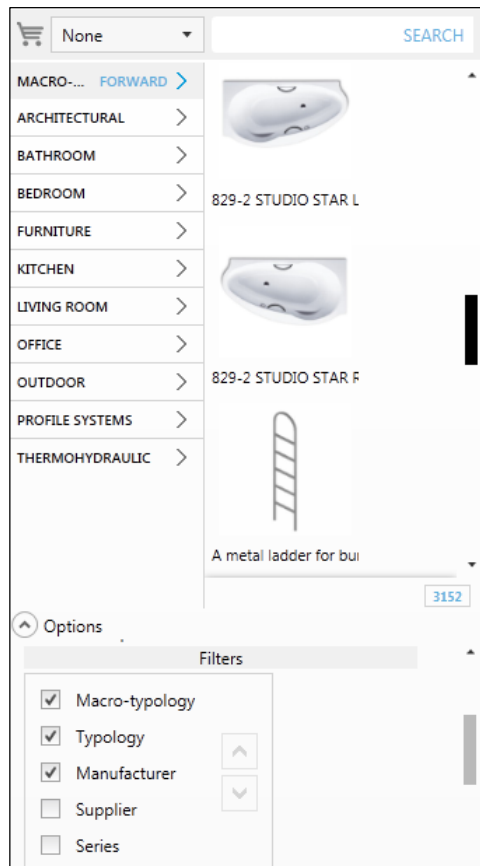 None
SEARCH
MACRO-... FORWARD
ARCHITECTURAL
BATHROOM
BEDROOM
FURNITURE
KITCHEN
LIVING ROOM
OFFICE
OUTDOOR
PROFILE SYSTEMS
THERMOHYDRAULIC
829-2 STUDIO STAR L
829-2 STUDIO STAR R
A metal ladder for bu
3152
Options
Filters
Macro-typology
Typology
Manufacturer
Supplier
Series